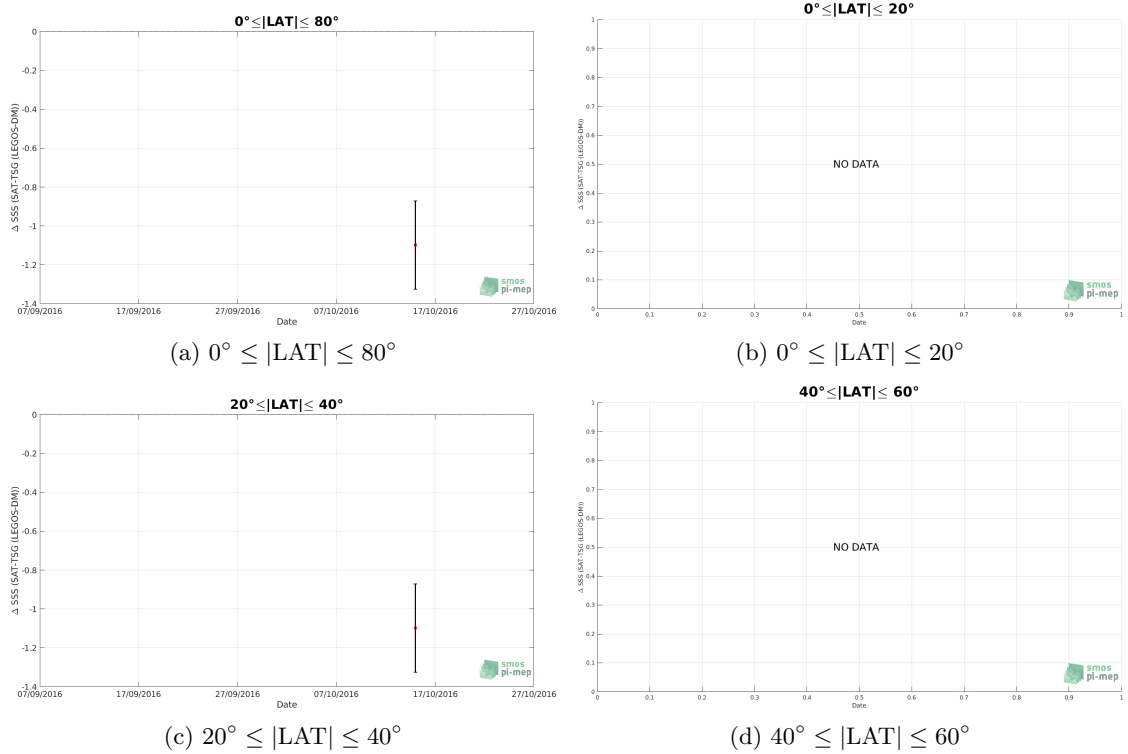 0°≤|LAT|≤ 80°
0
-0.2
-0.4
-0.6
-0.8
-1
-1.2
-1.4
Δ SSS (SAT-TSG (LEGOS-DM))
07/09/2016 17/09/2016 27/09/2016 07/10/2016 17/10/2016 27/10/2016
Date
smos
pi-mep
(a) 0° ≤ |LAT| ≤ 80°
0°≤|LAT|≤ 20°
1
0.9
0.8
0.7
0.6
0.5
0.4
0.3
0.2
0.1
0
Δ SSS (SAT-TSG (LEGOS-DM))
NO DATA
0 0.1 0.2 0.3 0.4 0.5 0.6 0.7 0.8 0.9 1
Date
smos
pi-mep
(b) 0° ≤ |LAT| ≤ 20°
20°≤|LAT|≤ 40°
0
-0.2
-0.4
-0.6
-0.8
-1
-1.2
-1.4
Δ SSS (SAT-TSG (LEGOS-DM))
07/09/2016 17/09/2016 27/09/2016 07/10/2016 17/10/2016 27/10/2016
Date
smos
pi-mep
(c) 20° ≤ |LAT| ≤ 40°
40°≤|LAT|≤ 60°
1
0.9
0.8
0.7
0.6
0.5
0.4
0.3
0.2
0.1
0
Δ SSS (SAT-TSG (LEGOS-DM))
NO DATA
0 0.1 0.2 0.3 0.4 0.5 0.6 0.7 0.8 0.9 1
Date
smos
pi-mep
(d) 40° ≤ |LAT| ≤ 60°